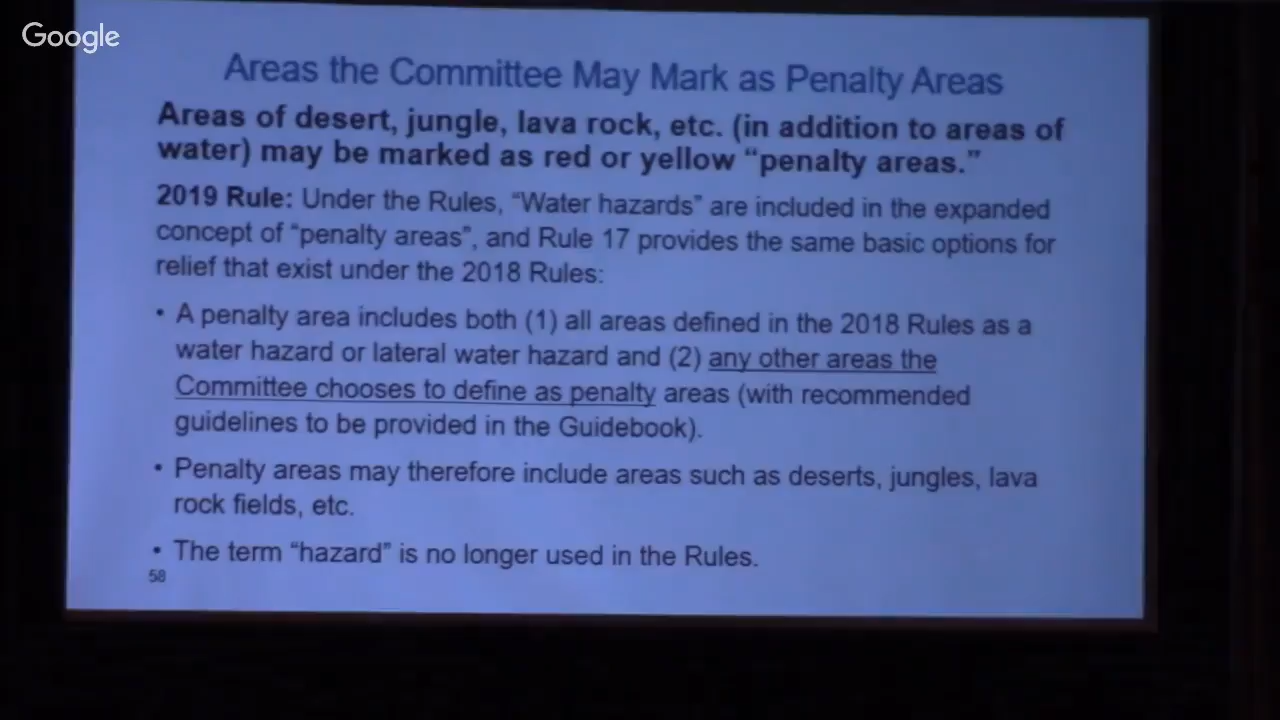 Google
Areas the Committee May Mark as Penalty Areas
Areas of desert, jungle, lava rock, etc. (in addition to areas of
water) may be marked as red or yellow “penalty areas.”
2019 Rule: Under the Rules, “Water hazards” are included in the expanded
concept of “penalty areas”, and Rule 17 provides the same basic options for
relief that exist under the 2018 Rules:
• A penalty area includes both (1) all areas defined in the 2018 Rules as a
water hazard or lateral water hazard and (2) any other areas the
Committee chooses to define as penalty areas (with recommended
guidelines to be provided in the Guidebook).
• Penalty areas may therefore include areas such as deserts, jungles, lava
rock fields, etc.
• The term “hazard” is no longer used in the Rules.
58